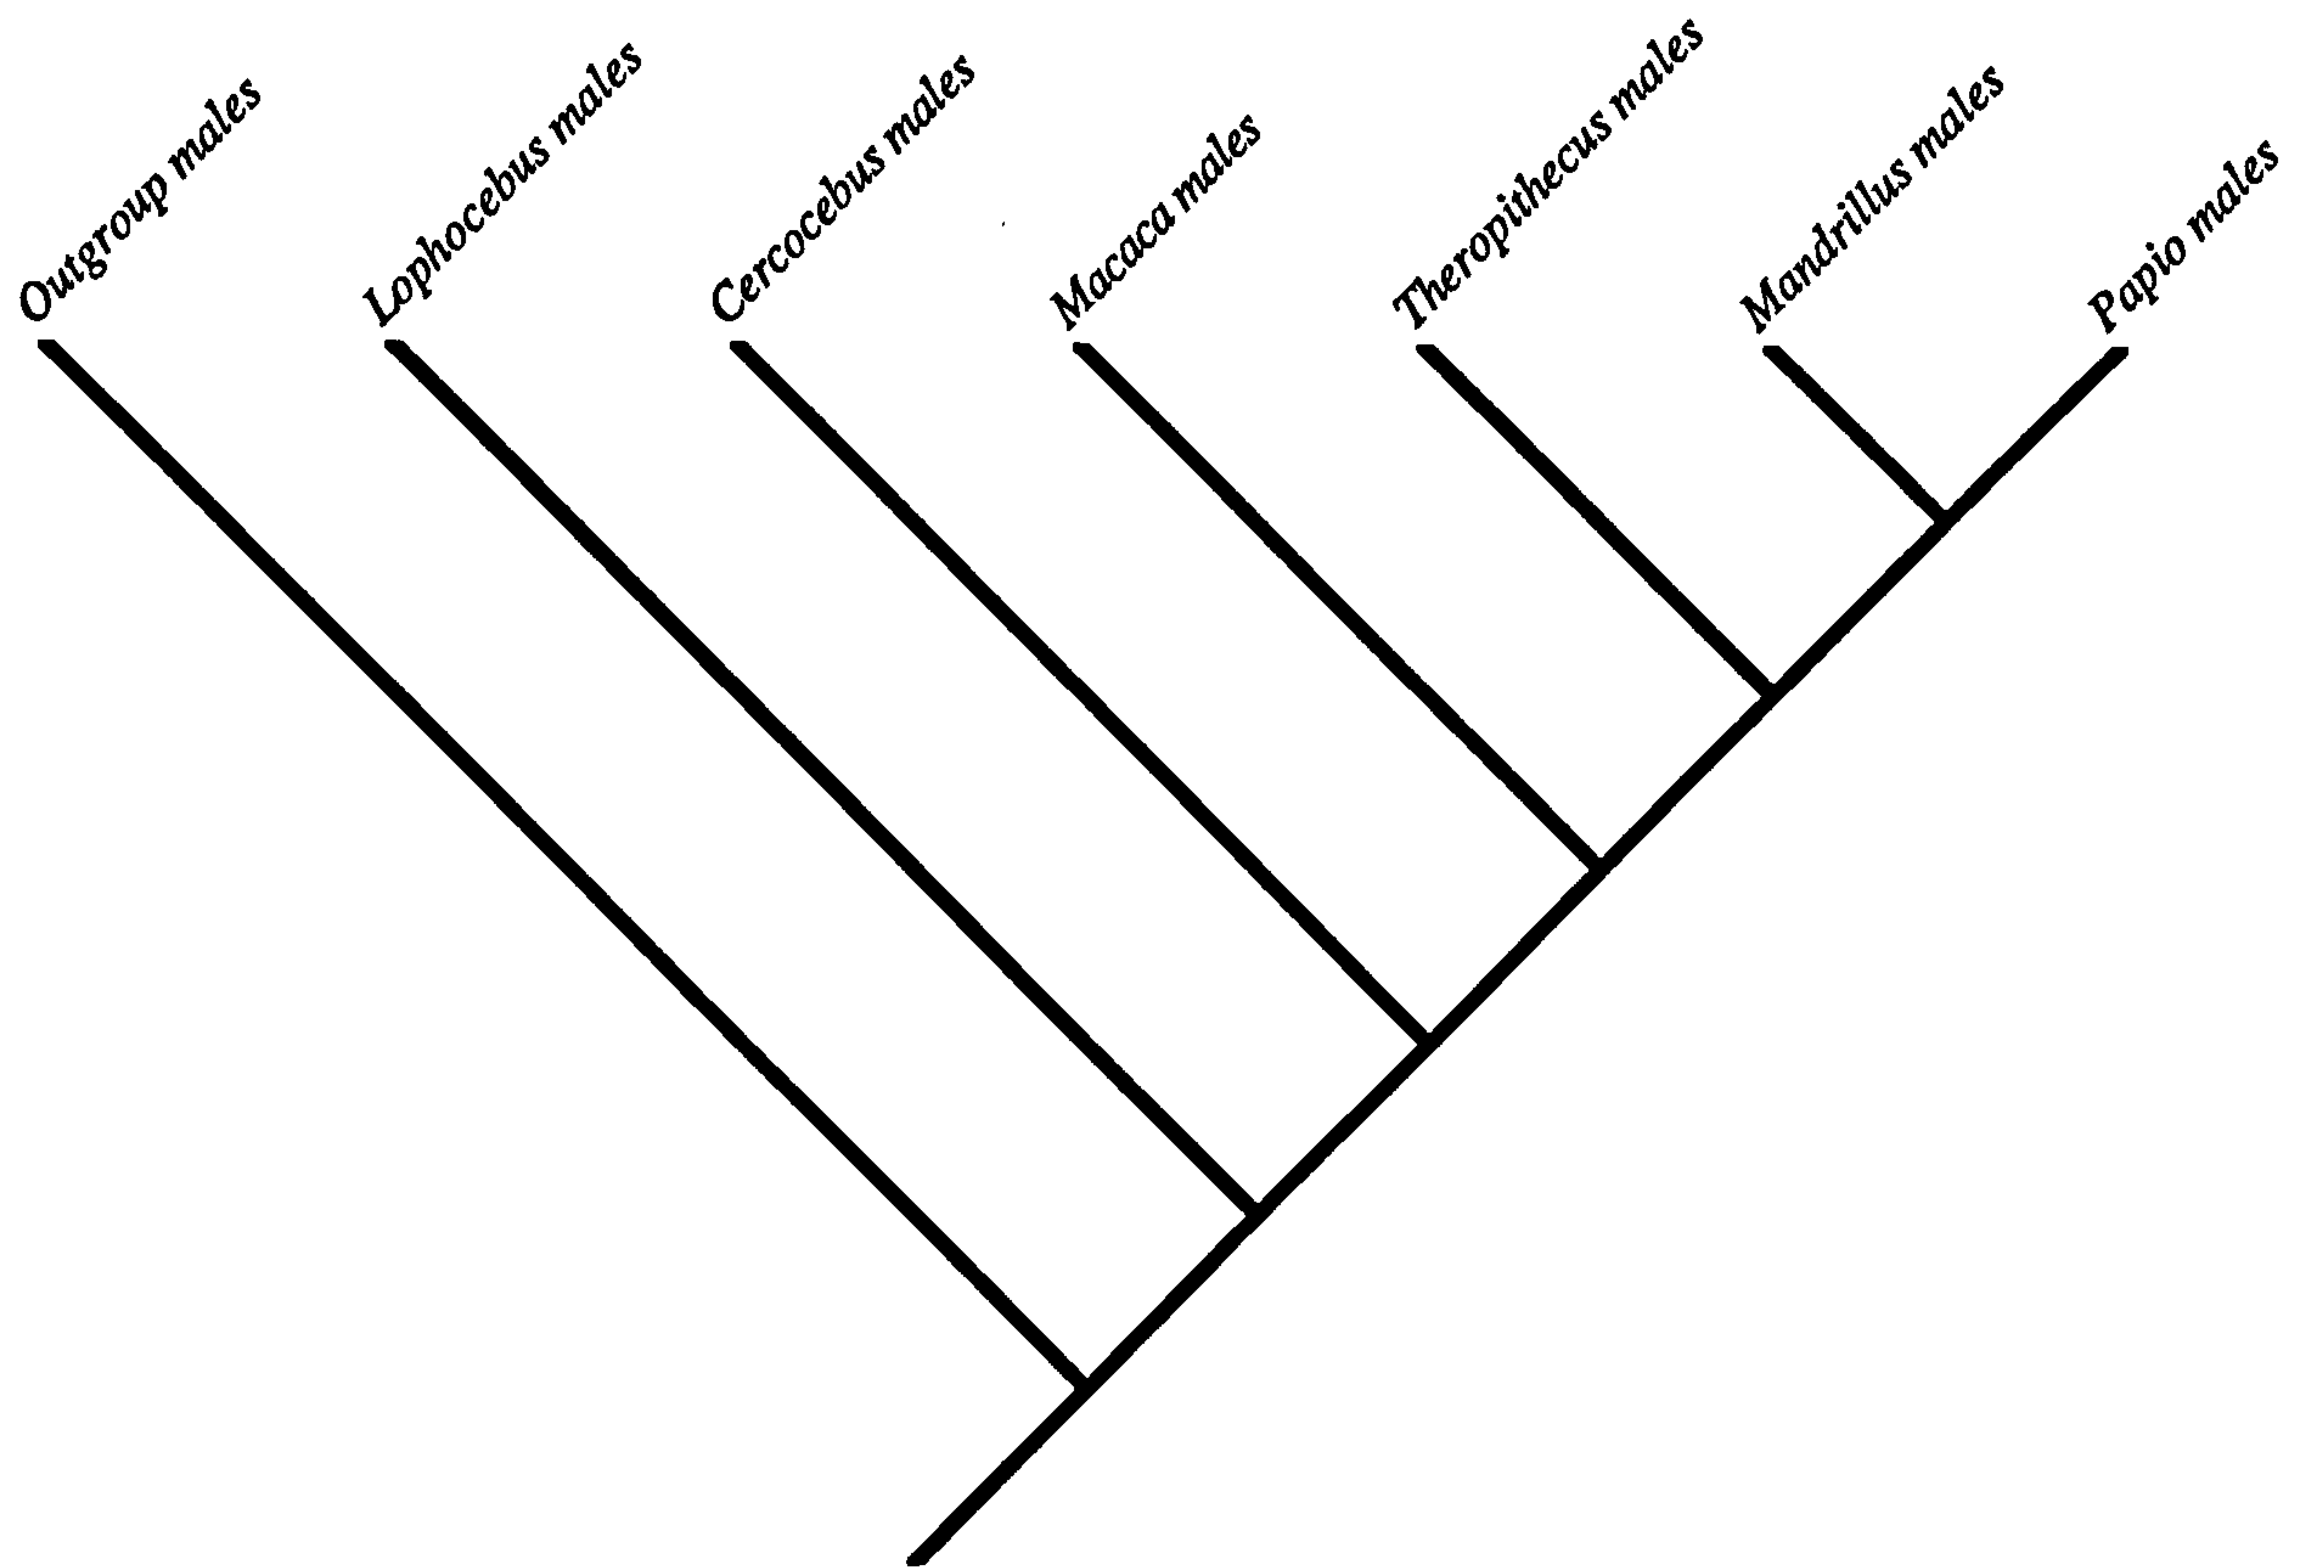 Outgroup males
Lophocebus males
Cercocebus males
Macaca males
Theropithecus males
Mandrillus males
Papio males